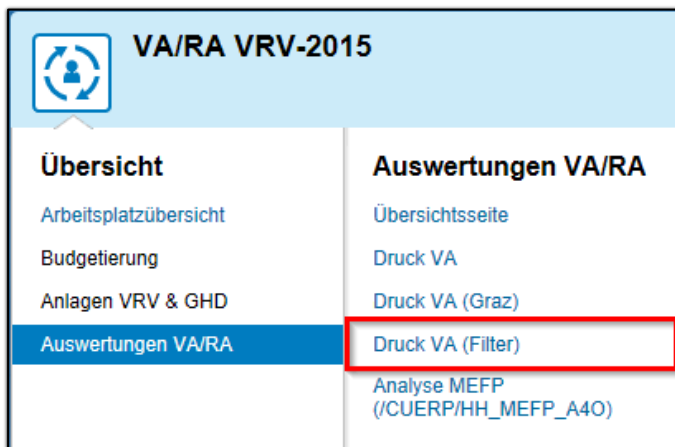 VA/RA VRV-2015
Übersicht
Arbeitsplatzübersicht
Budgetierung
Anlagen VRV & GHD
Auswertungen VA/RA
Auswertungen VA/RA
Übersichtsseite
Druck VA
Druck VA (Graz)
Druck VA (Filter)
Analyse MEFP
(/CUERP/HH_MEFP_A4O)